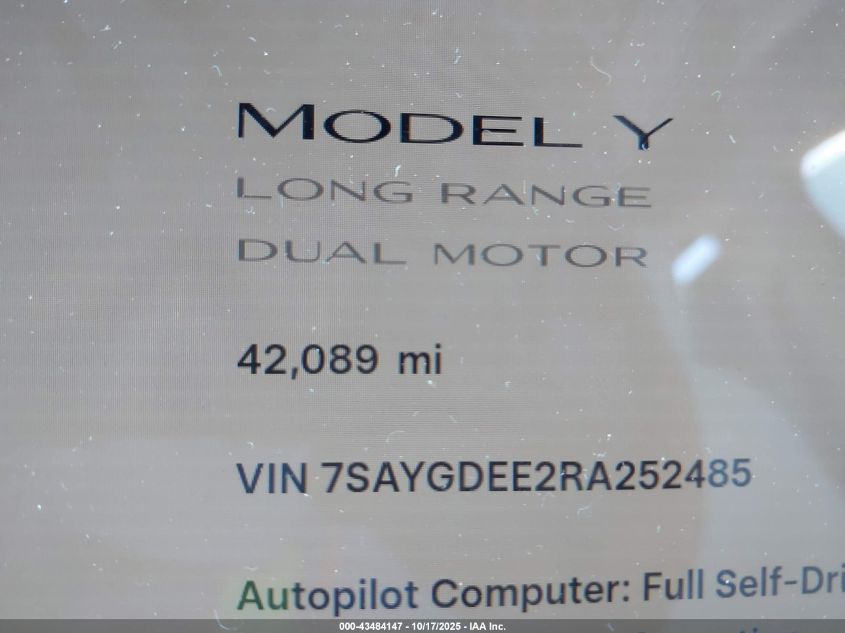 MODEL Y
LONG RANGE
DUAL MOTOR
42,089 mi
VIN 7SAYGDEE2RA252485
Autopilot Computer: Full Self-Dri
000-43484147 - 10/17/2025 - IAA Inc.